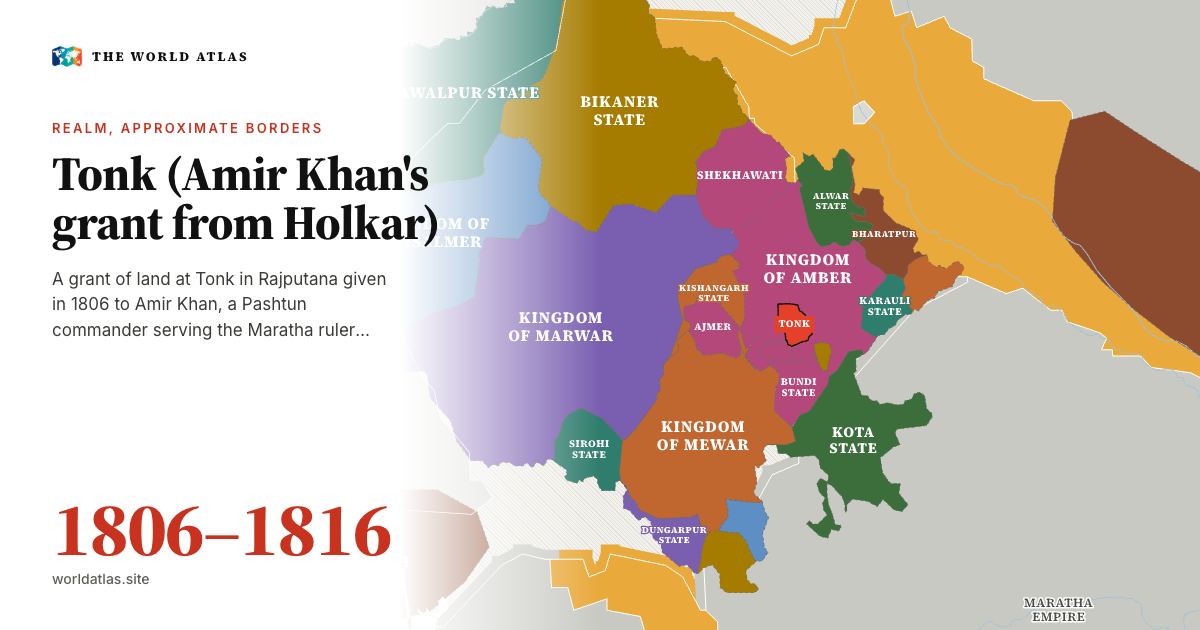 THE WORLD ATLAS
REALM, APPROXIMATE BORDERS
Tonk (Amir Khan's
grant from Holkar)
A grant of land at Tonk in Rajputana given
in 1806 to Amir Khan, a Pashtun
commander serving the Maratha ruler...
1806–1816
worldatlas.site
AWALPUR STATE
BIKANER
STATE
SHEKHAWATI
ALWAR
STATE
BHARATPUR
KINGDOM
OF AMBER
KISHANGARH
STATE
KARAULI
STATE
AJMER
TONK
KINGDOM
OF MARWAR
BUNDI
STATE
KINGDOM
OF MEWAR
KOTA
STATE
SIROHI
STATE
DUNGARPUR
STATE
MARATHA
EMPIRE